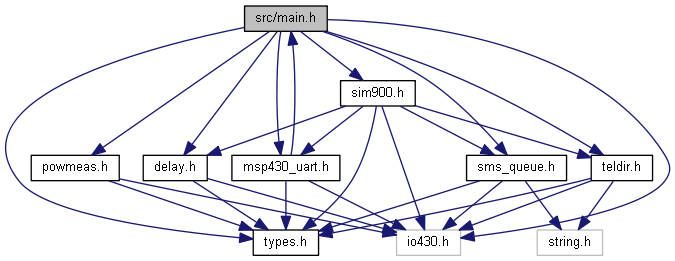 src/main.h
sim900.h
powmeas.h
delay.h
msp430_uart.h
sms_queue.h
teldir.h
types.h
io430.h
string.h